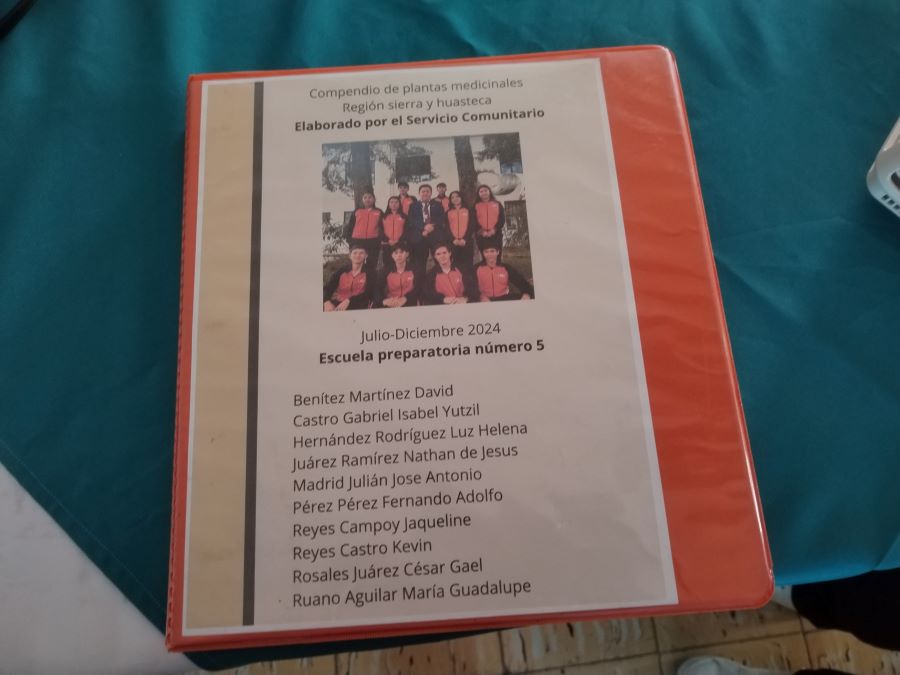 Compendio de plantas medicinales
Región sierra y huasteca
Elaborado por el Servicio Comunitario
Julio-Diciembre 2024
Escuela preparatoria número 5
Benítez Martínez David
Castro Gabriel Isabel Yutzil
Hernández Rodríguez Luz Helena
Juárez Ramírez Nathan de Jesus
Madrid Julián Jose Antonio
Pérez Pérez Fernando Adolfo
Reyes Campoy Jaqueline
Reyes Castro Kevin
Rosales Juárez César Gael
Ruano Aguilar María Guadalupe